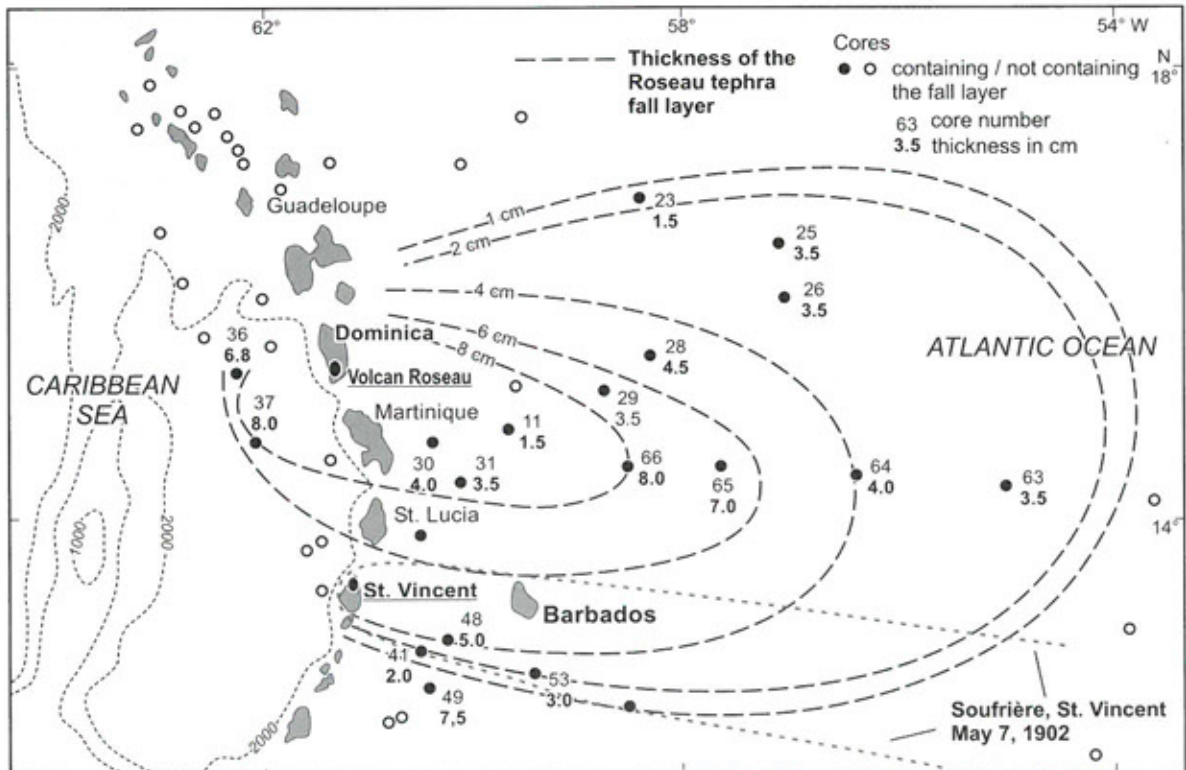 62°
58°
54° W
N
18°
Thickness of the
Roseau tephra
fall layer
Cores
containing / not containing
the fall layer
63 core number
3.5 thickness in cm
2000
Guadeloupe
1 cm
2 cm
23
1.5
25
3.5
4 cm
26
3.5
6 cm
8 cm
36
6.8
Dominica
Volcan Roseau
28
4.5
ATLANTIC OCEAN
CARIBBEAN
SEA
29
3.5
37
8.0
Martinique
11
1.5
30
4.0
31
3.5
66
8.0
65
7.0
64
4.0
63
3.5
14°
1000
2000
St. Lucia
St. Vincent
Barbados
48
5.0
41
2.0
53
3.0
49
7,5
2000
Soufrière, St. Vincent
May 7, 1902